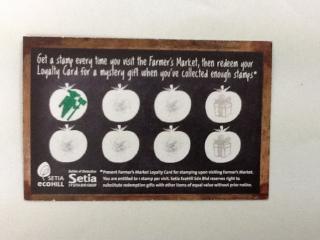 Get a stamp every time you visit the Farmer's Market, then redeem your
Loyalty Card for a mystery gift when you've collected enough stamps*
SETIA
ECOHILL
Setia
*Present Farmer's Market Loyalty Card for stamping upon visiting Farmer's Market.
You are entitled to 1 stamp per visit. Setia EcoHill Sdn Bhd reserves right to
substitute redemption gifts with other items of equal value without prior notice.